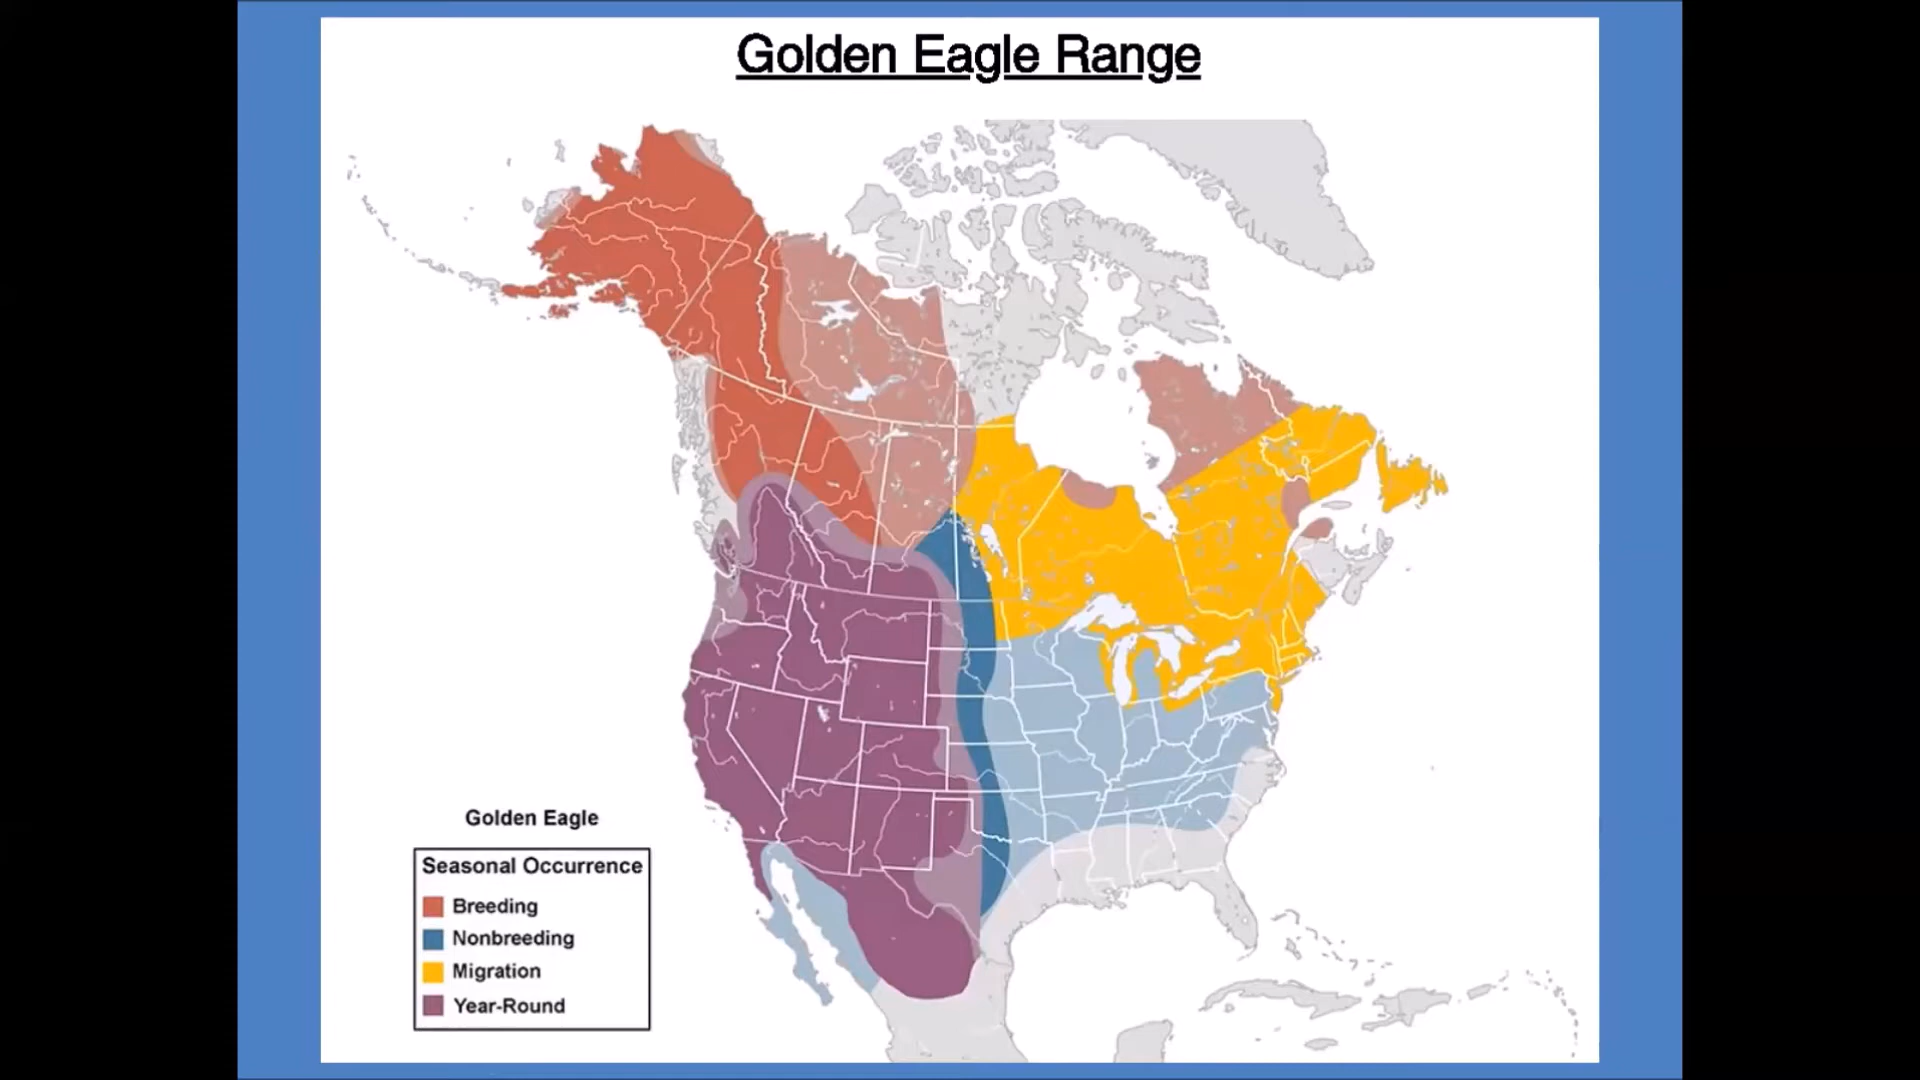 Golden Eagle Range
Golden Eagle
Seasonal Occurrence
Breeding
Nonbreeding
Migration
Year-Round